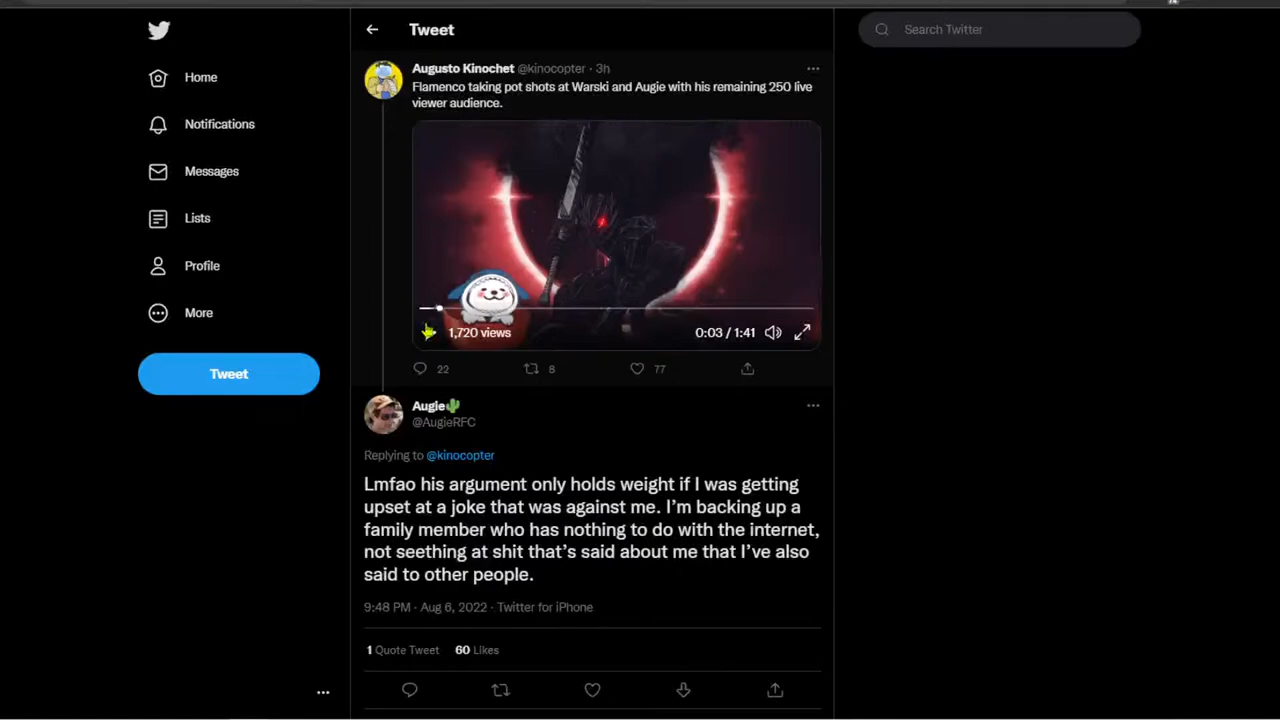 Tweet
Search Twitter
Home
Notifications
Messages
Lists
Profile
More
Tweet
Augusto Kinochet @kinocopter · 3h
Flamenco taking pot shots at Warski and Augie with his remaining 250 live
viewer audience.
1,720 views
0:03 / 1:41
22
8
77
Augie🌵
@AugieRFC
Replying to @kinocopter
Lmfao his argument only holds weight if I was getting
upset at a joke that was against me. I’m backing up a
family member who has nothing to do with the internet,
not seething at shit that’s said about me that I’ve also
said to other people.
9:48 PM · Aug 6, 2022 · Twitter for iPhone
1 Quote Tweet 60 Likes